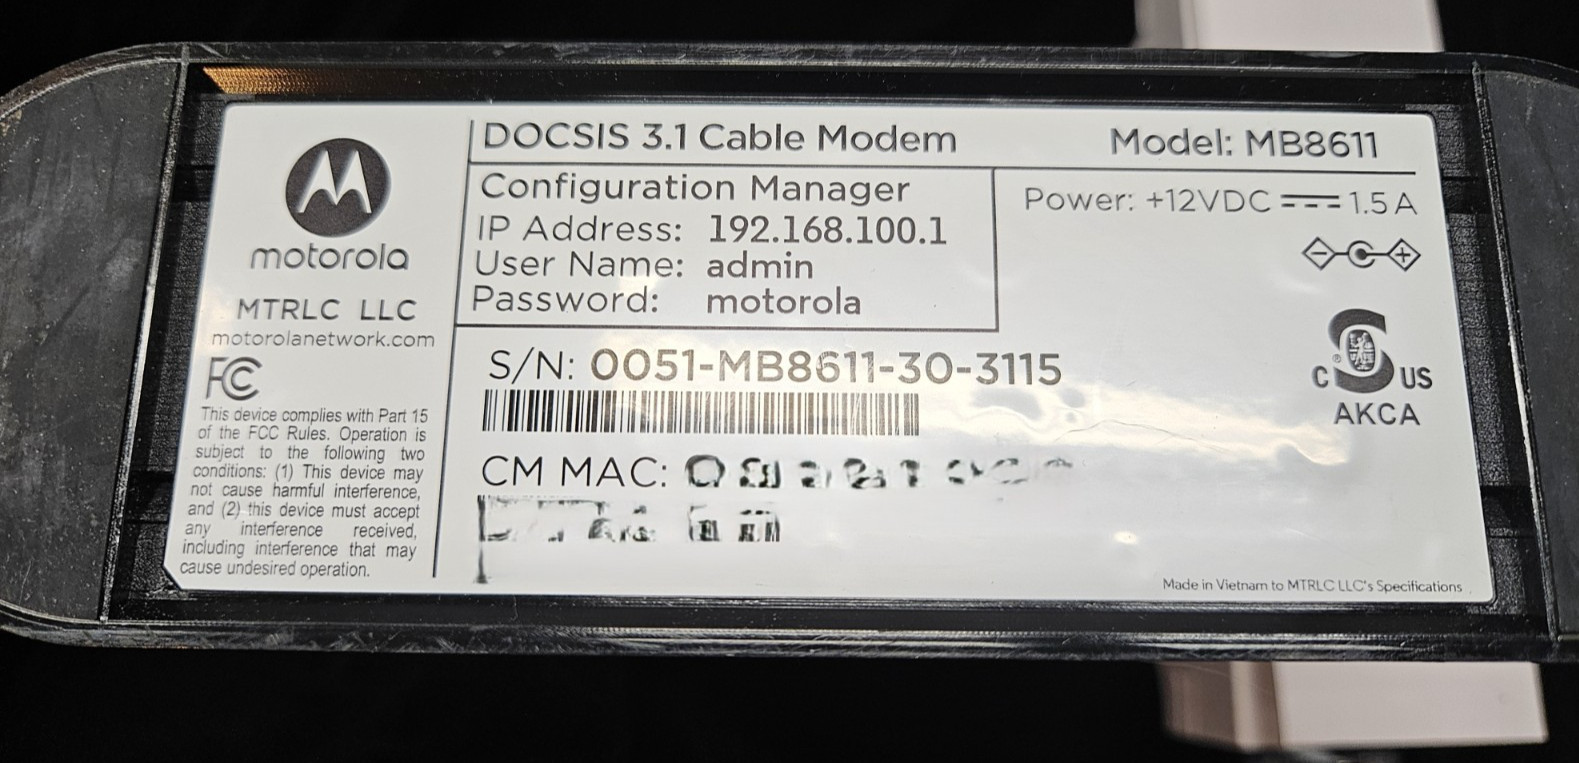 DOCSIS 3.1 Cable Modem
Model: MB8611
motorola
MTRLC LLC
motorolanetwork.com
FC
This device complies with Part 15
of the FCC Rules. Operation is
subject to the following two
conditions: (1) This device may
not cause harmful interference,
and (2) this device must accept
any interference received,
including interference that may
cause undesired operation.
Configuration Manager
IP Address: 192.168.100.1
User Name: admin
Password: motorola
Power: +12VDC 1.5 A
S/N: 0051-MB8611-30-3115
CM MAC:
C US
AKCA
Made in Vietnam to MTRLC LLC's Specifications